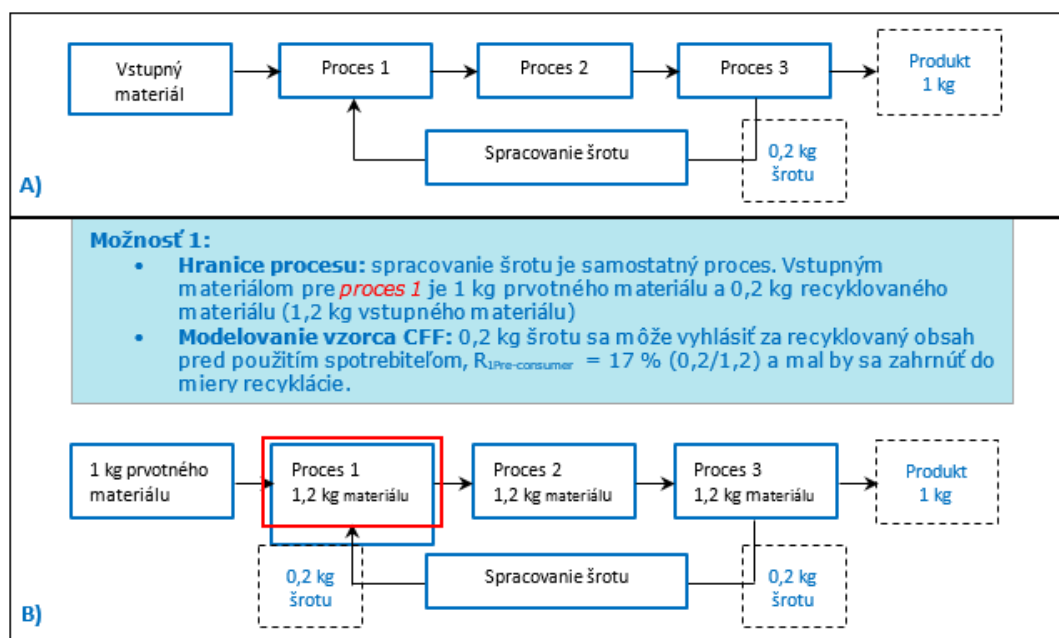 Vstupný
materiál
Proces 1
Proces 2
Proces 3
Produkt
1 kg
Spracovanie šrotu
0,2 kg
šrotu
A)
Možnosť 1:
• Hranice procesu: spracovanie šrotu je samostatný proces. Vstupným
materiálom pre proces 1 je 1 kg prvotného materiálu a 0,2 kg recyklovaného
materiálu (1,2 kg vstupného materiálu)
• Modelovanie vzorca CFF: 0,2 kg šrotu sa môže vyhlásiť za recyklovaný obsah
pred použitím spotrebiteľom, R1Pre-consumer = 17 % (0,2/1,2) a mal by sa zahrnúť do
miery recyklácie.
1 kg prvotného
materiálu
Proces 1
1,2 kg materiálu
Proces 2
1,2 kg materiálu
Proces 3
1,2 kg materiálu
Produkt
1 kg
0,2 kg
šrotu
Spracovanie šrotu
0,2 kg
šrotu
B)